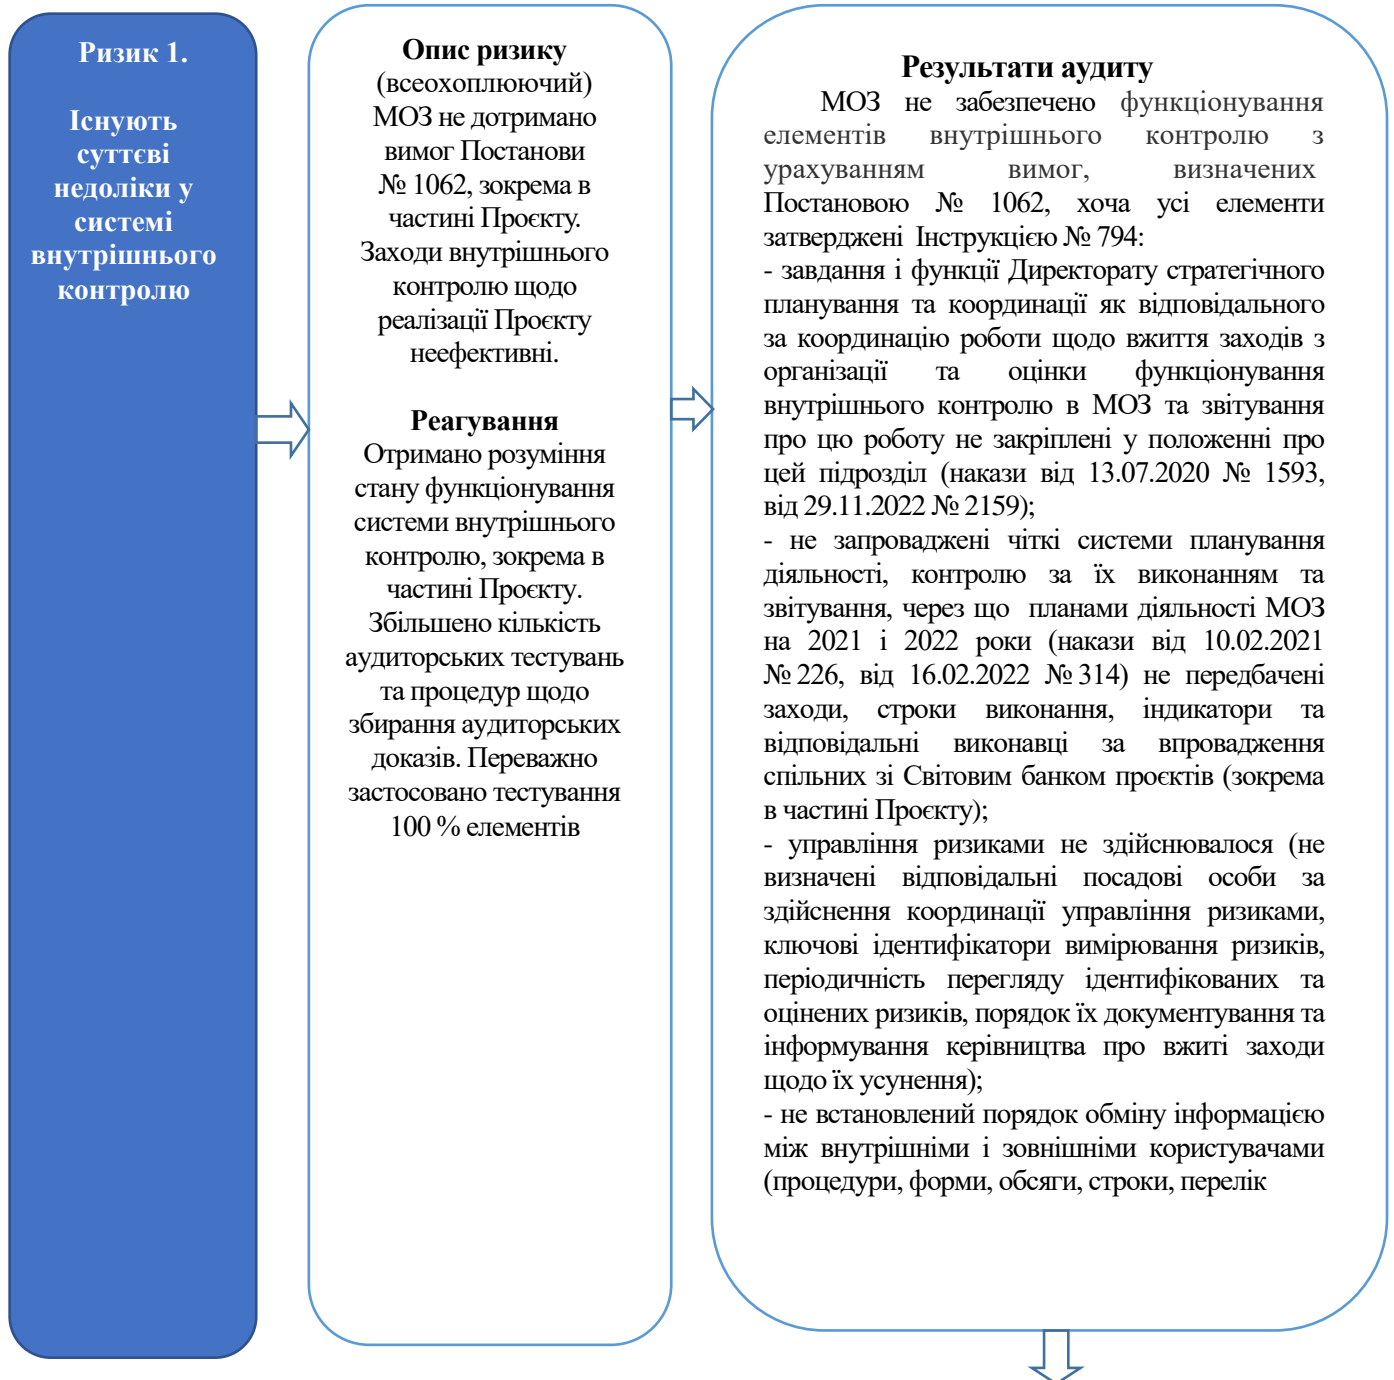 Ризик 1.
Існують
суттєві
недоліки у
системі
внутрішнього
контролю
Опис ризику
(всеохоплюючий)
МОЗ не дотримано
вимог Постанови
№ 1062, зокрема в
частині Проєкту.
Заходи внутрішнього
контролю щодо
реалізації Проєкту
неефективні.
Реагування
Отримано розуміння
стану функціонування
системи внутрішнього
контролю, зокрема в
частині Проєкту.
Збільшено кількість
аудиторських тестувань
та процедур щодо
збирання аудиторських
доказів. Переважно
застосовано тестування
100 % елементів
Результати аудиту
МОЗ не забезпечено функціонування
елементів внутрішнього контролю з
урахуванням вимог, визначених
Постановою № 1062, хоча усі елементи
затверджені Інструкцією № 794:
- завдання і функції Директорату стратегічного
планування та координації як відповідального
за координацію роботи щодо вжиття заходів з
організації та оцінки функціонування
внутрішнього контролю в МОЗ та звітування
про цю роботу не закріплені у положенні про
цей підрозділ (накази від 13.07.2020 № 1593,
від 29.11.2022 № 2159);
- не запроваджені чіткі системи планування
діяльності, контролю за їх виконанням та
звітування, через що планами діяльності МОЗ
на 2021 і 2022 роки (накази від 10.02.2021
№ 226, від 16.02.2022 № 314) не передбачені
заходи, строки виконання, індикатори та
відповідальні виконавці за впровадження
спільних зі Світовим банком проєктів (зокрема
в частині Проєкту);
- управління ризиками не здійснювалося (не
визначені відповідальні посадові особи за
здійснення координації управління ризиками,
ключові ідентифікатори вимірювання ризиків,
періодичність перегляду ідентифікованих та
оцінених ризиків, порядок їх документування та
інформування керівництва про вжиті заходи
щодо їх усунення);
- не встановлений порядок обміну інформацією
між внутрішніми і зовнішніми користувачами
(процедури, форми, обсяги, строки, перелік